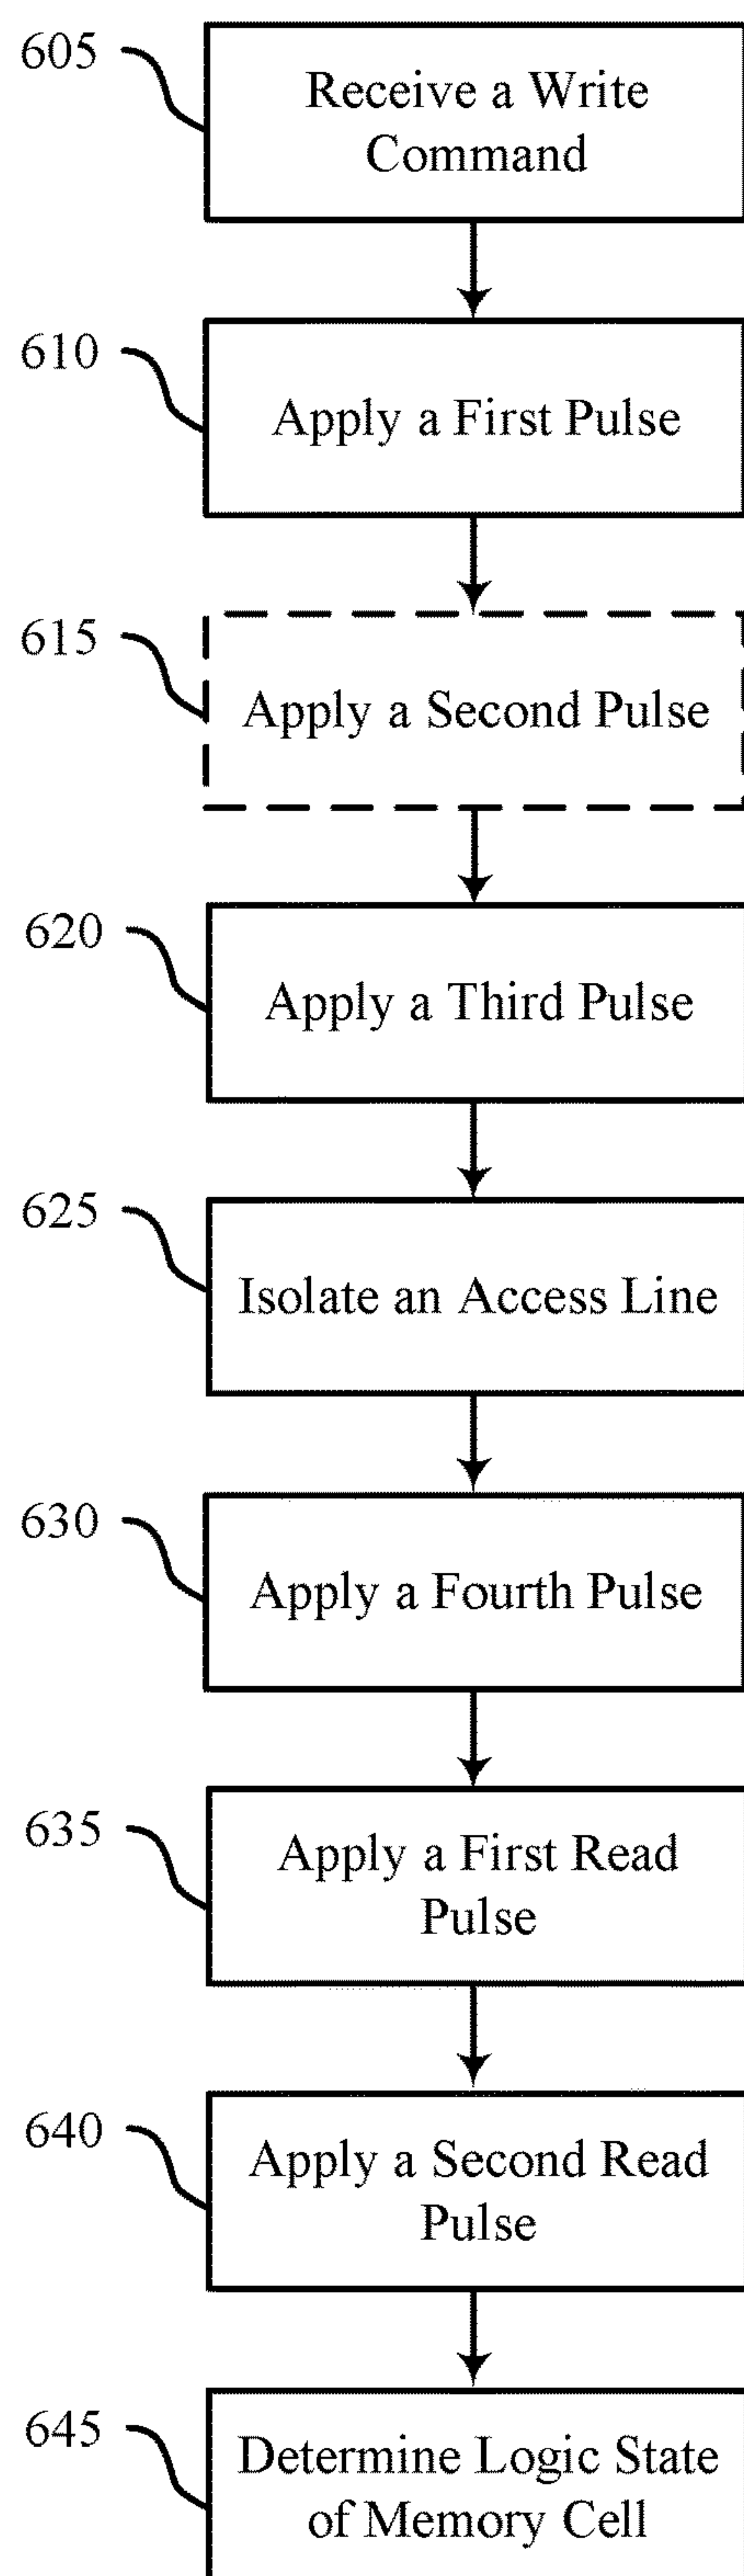 605
Receive a Write
Command
610
Apply a First Pulse
615
Apply a Second Pulse
620
Apply a Third Pulse
625
Isolate an Access Line
630
Apply a Fourth Pulse
635
Apply a First Read
Pulse
640
Apply a Second Read
Pulse
645
Determine Logic State
of Memory Cell